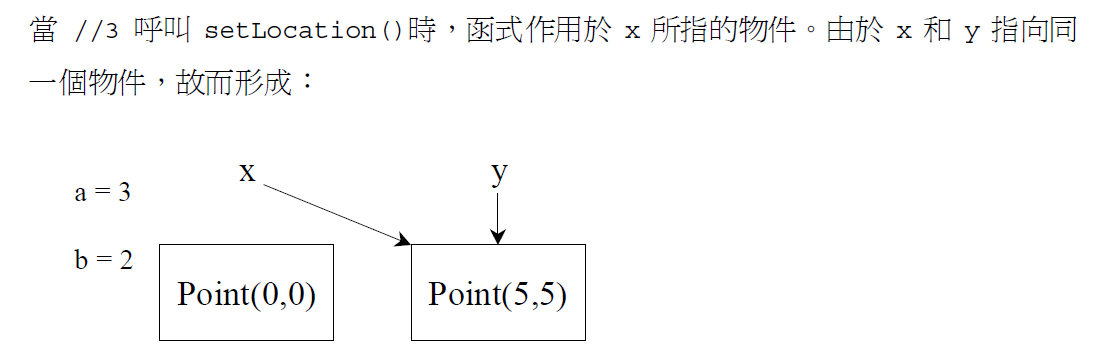 當 //3 呼叫 setLocation()時，函式作用於 x 所指的物件。由於 x 和 y 指向同
一個物件，故而形成：
x
y
a = 3
b = 2
Point(0,0)
Point(5,5)